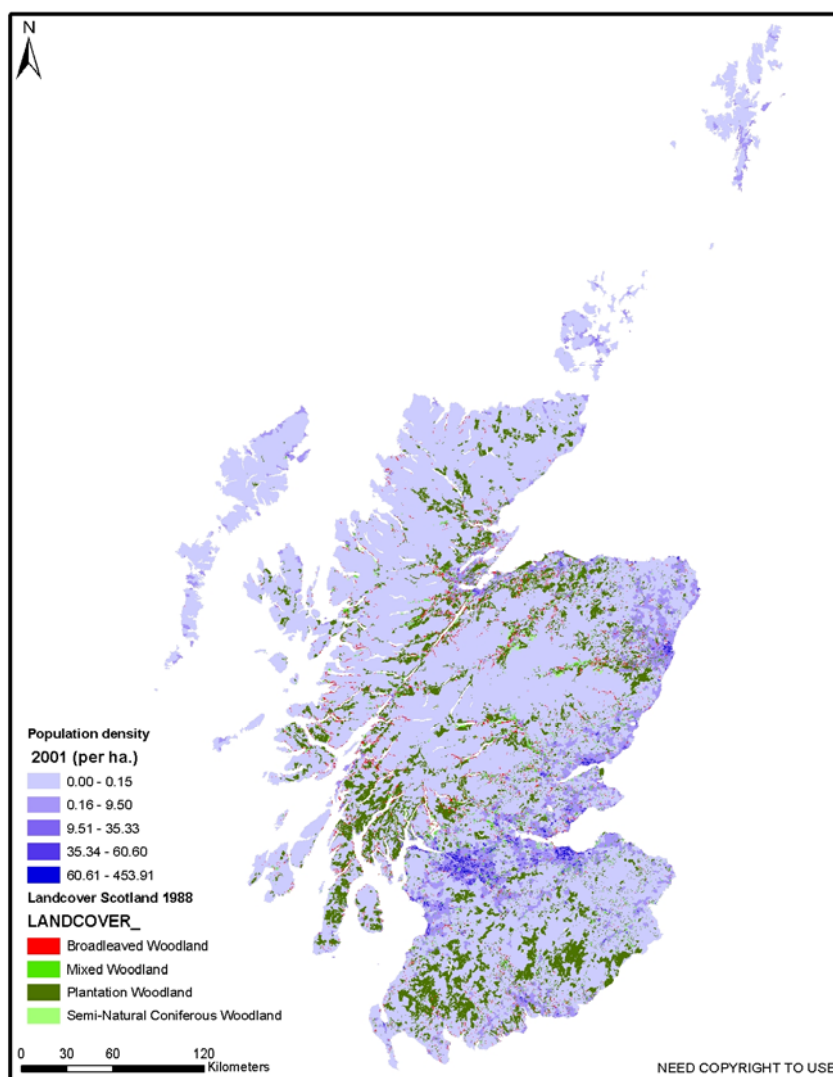 N
Population density
2001 (per ha.)
0.00 - 0.15
0.16 - 9.50
9.51 - 35.33
35.34 - 60.60
60.61 - 453.91
Landcover Scotland 1988
LANDCOVER_
Broadleaved Woodland
Mixed Woodland
Plantation Woodland
Semi-Natural Coniferous Woodland
0 30 60 120
Kilometers
NEED COPYRIGHT TO USE